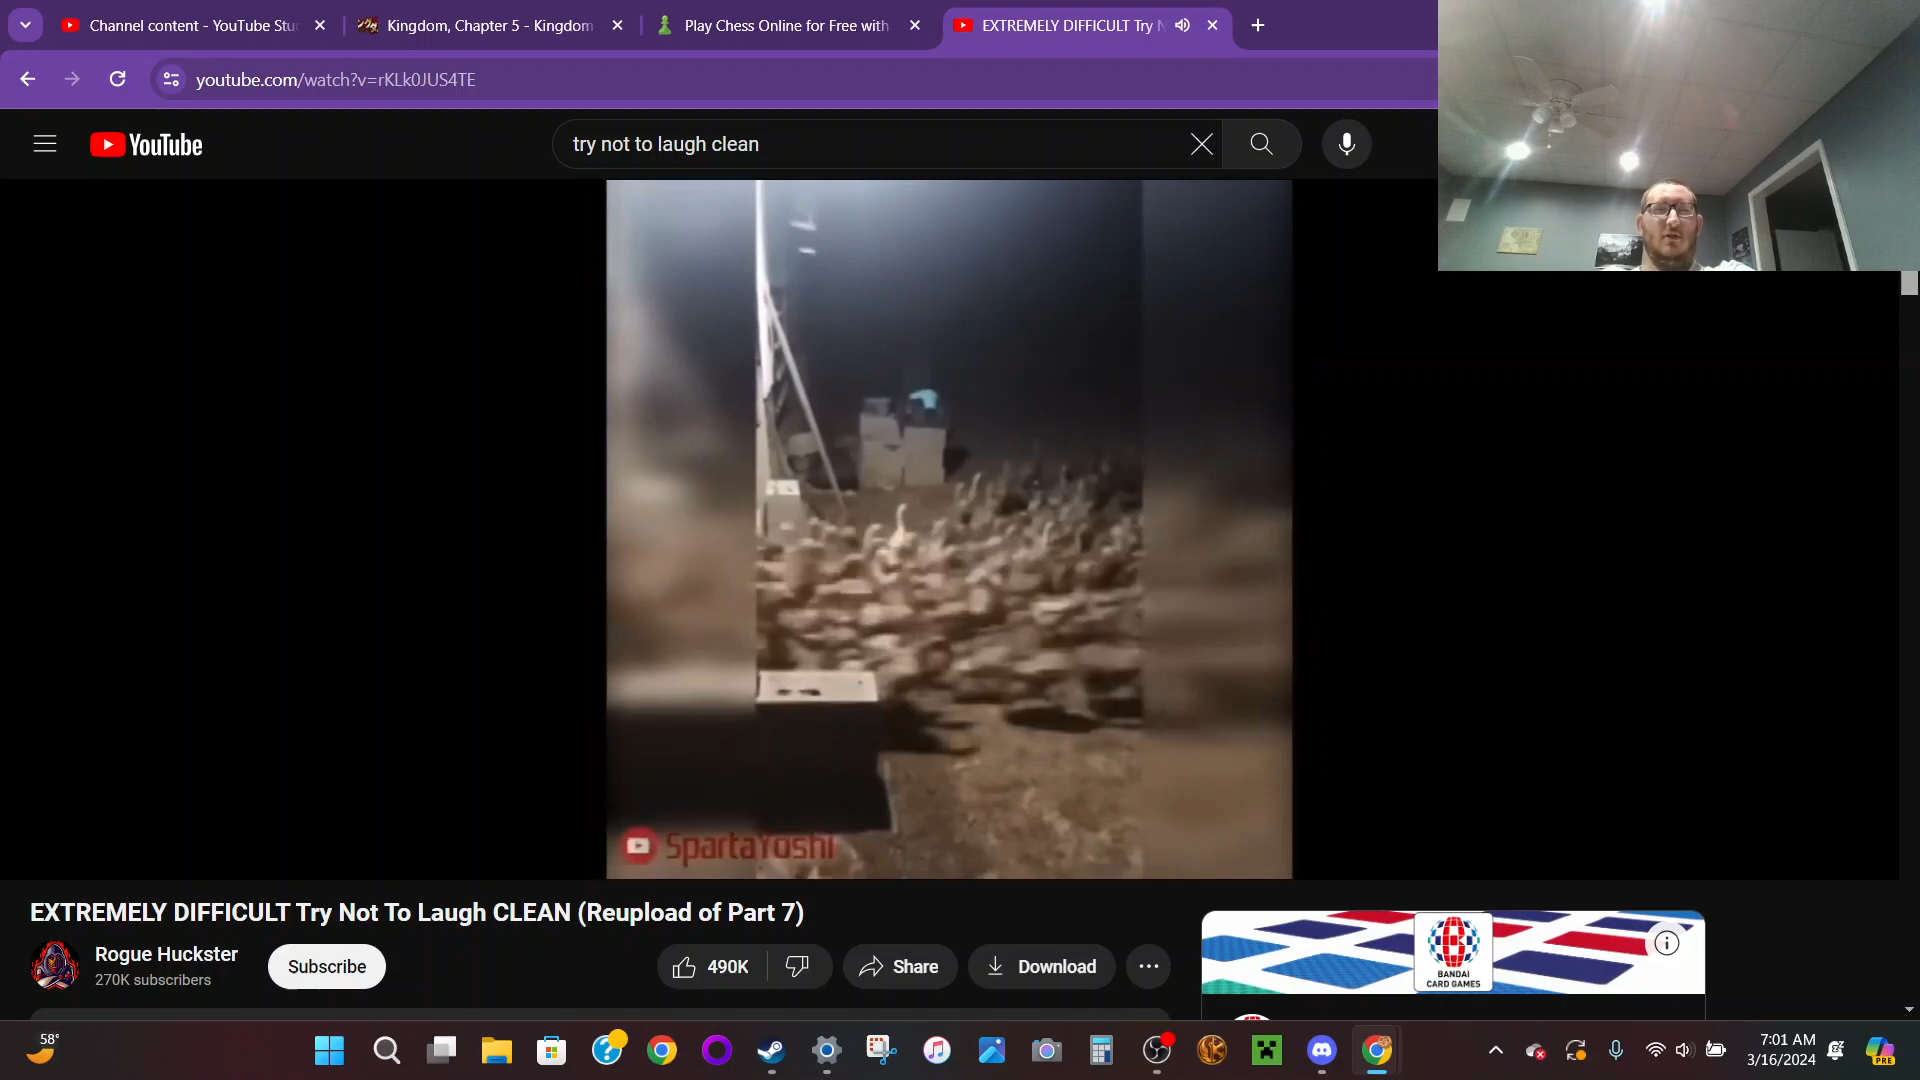 Channel content - YouTube Stu
Kingdom, Chapter 5 - Kingdom
Play Chess Online for Free with
EXTREMELY DIFFICULT Try N
youtube.com/watch?v=rKLk0JUS4TE
YouTube
try not to laugh clean
SpartaYoshi
EXTREMELY DIFFICULT Try Not To Laugh CLEAN (Reupload of Part 7)
Rogue Huckster
270K subscribers
Subscribe
490K
Share
Download
BANDAI
CARD GAMES
58°
7:01 AM
3/16/2024
PRE